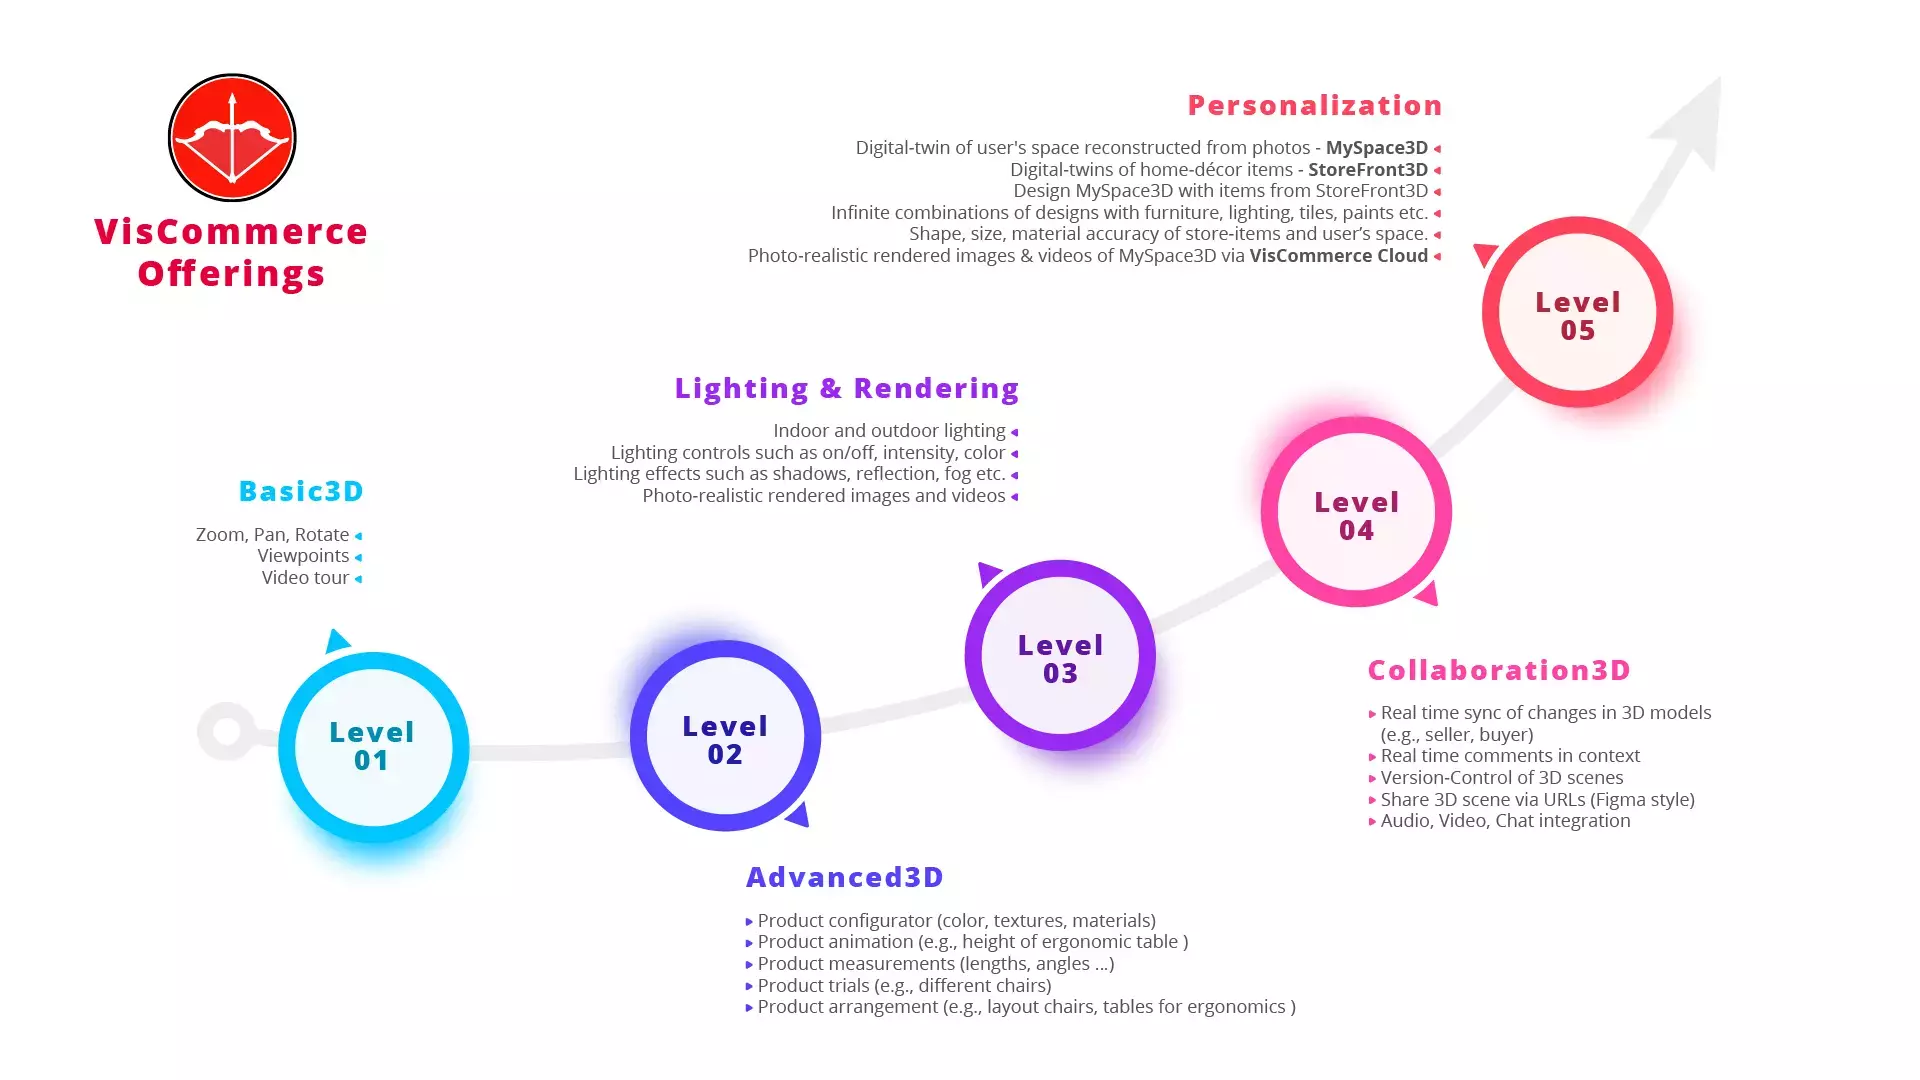 VisCommerce
Offerings
Basic3D
Zoom, Pan, Rotate
Viewpoints
Video tour
Level
01
Level
02
Advanced3D
Product configurator (color, textures, materials)
Product animation (e.g., height of ergonomic table )
Product measurements (lengths, angles ...)
Product trials (e.g., different chairs)
Product arrangement (e.g., layout chairs, tables for ergonomics )
Lighting & Rendering
Indoor and outdoor lighting
Lighting controls such as on/off, intensity, color
Lighting effects such as shadows, reflection, fog etc.
Photo-realistic rendered images and videos
Level
03
Level
04
Collaboration3D
Real time sync of changes in 3D models
(e.g., seller, buyer)
Real time comments in context
Version-Control of 3D scenes
Share 3D scene via URLs (Figma style)
Audio, Video, Chat integration
Personalization
Digital-twin of user's space reconstructed from photos - MySpace3D
Digital-twins of home-décor items - StoreFront3D
Design MySpace3D with items from StoreFront3D
Infinite combinations of designs with furniture, lighting, tiles, paints etc.
Shape, size, material accuracy of store-items and user’s space.
Photo-realistic rendered images & videos of MySpace3D via VisCommerce Cloud
Level
05